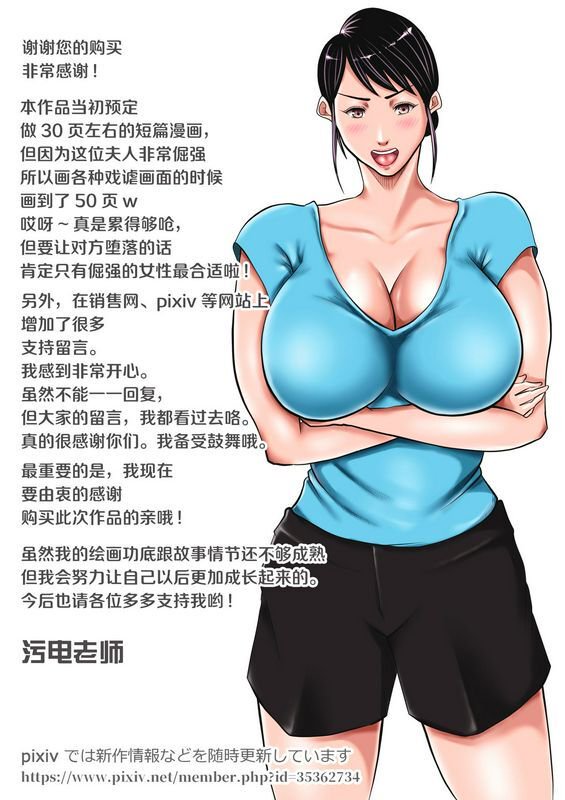 谢谢您的购买
非常感谢！
本作品当初预定
做30页左右的短篇漫画，
但因为这位夫人非常倔强
所以画各种戏谑画面的时候
画到了50页w
哎呀~真是累得够呛，
但要让对方堕落的话
肯定只有倔强的女性最合适啦！
另外，在销售网、pixiv等网站上
增加了很多
支持留言。
我感到非常开心。
虽然不能一一回复，
但大家的留言，我都看过去咯。
真的很感谢你们。我备受鼓舞哦。
最重要的是，我现在
要由衷的感谢
购买此次作品的亲哦！
虽然我的绘画功底跟故事情节还不够成熟
但我会努力让自己以后更加成长起来的。
今后也请各位多多支持我哟！
污电老师
pixiv では新作情報などを随時更新しています
https://www.pixiv.net/member.php?id=35362734